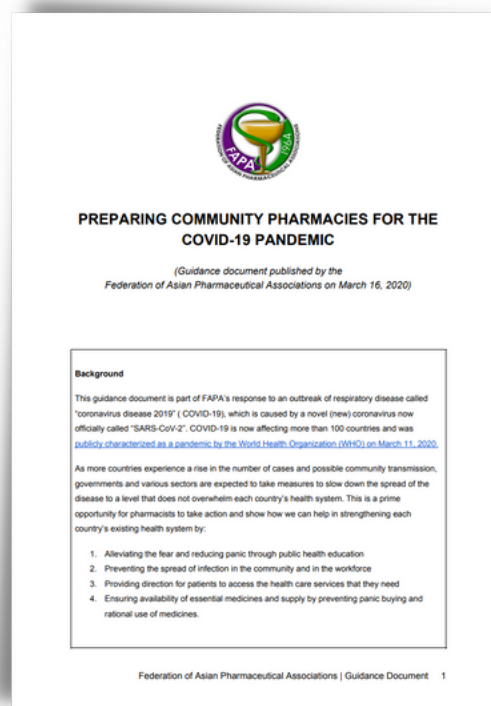 FEDERATION OF ASIAN PHARMACEUTICAL ASSOCIATIONS
FAPA 1964
PREPARING COMMUNITY PHARMACIES FOR THE
COVID-19 PANDEMIC
(Guidance document published by the
Federation of Asian Pharmaceutical Associations on March 16, 2020)
Background
This guidance document is part of FAPA's response to an outbreak of respiratory disease called
"coronavirus disease 2019" ( COVID-19), which is caused by a novel (new) coronavirus now
officially called "SARS-CoV-2". COVID-19 is now affecting more than 100 countries and was
publicly characterized as a pandemic by the World Health Organization (WHO) on March 11, 2020.
As more countries experience a rise in the number of cases and possible community transmission,
governments and various sectors are expected to take measures to slow down the spread of the
disease to a level that does not overwhelm each country's health system. This is a prime
opportunity for pharmacists to take action and show how we can help in strengthening each
country's existing health system by:
1. Alleviating the fear and reducing panic through public health education
2. Preventing the spread of infection in the community and in the workforce
3. Providing direction for patients to access the health care services that they need
4. Ensuring availability of essential medicines and supply by preventing panic buying and
rational use of medicines.
Federation of Asian Pharmaceutical Associations | Guidance Document 1